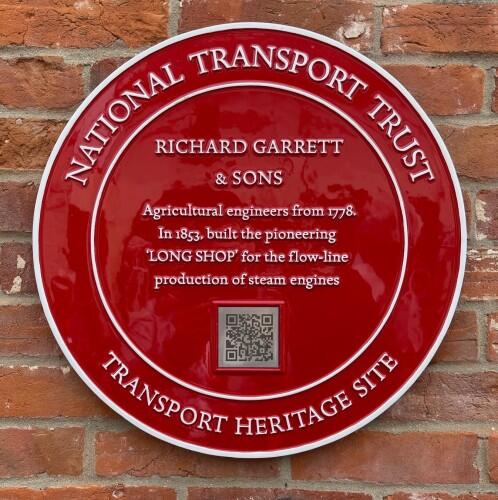 NATIONAL TRANSPORT TRUST
RICHARD GARRETT
& SONS
Agricultural engineers from 1778.
In 1853, built the pioneering
'LONG SHOP' for the flow-line
production of steam engines
TRANSPORT HERITAGE SITE